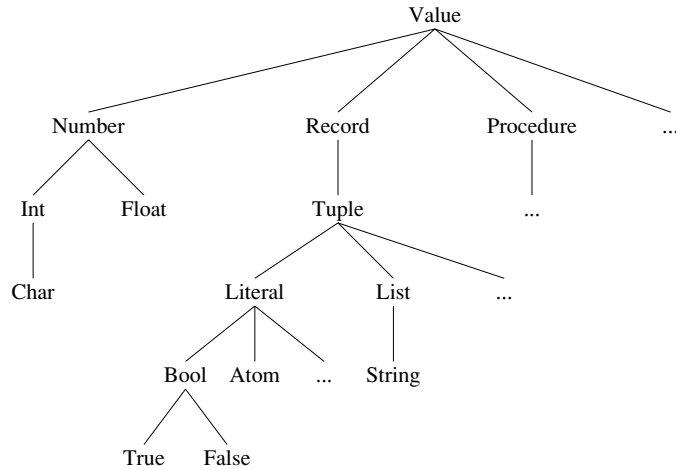 Value
Number Record Procedure ...
Int Float Tuple ...
Char Literal List ...
Bool Atom ... String
True False